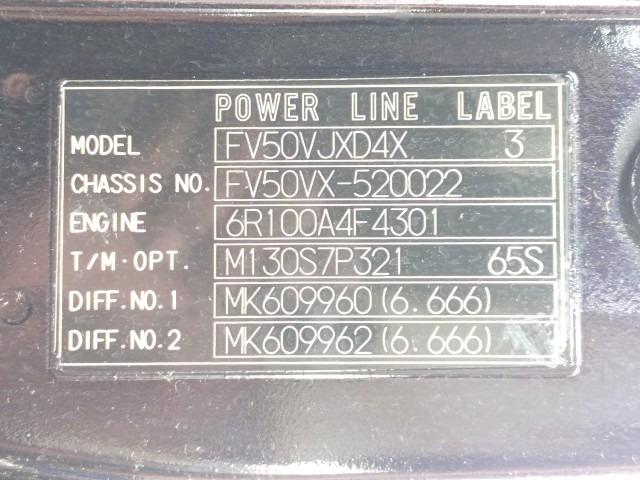 POWER LINE LABEL
MODEL FV50VJXD4X 3
CHASSIS NO. FV50VX-520022
ENGINE 6R100A4F4301
T/M·OPT. M130S7P321 65S
DIFF.NO.1 MK609960(6.666)
DIFF.NO.2 MK609962(6.666)